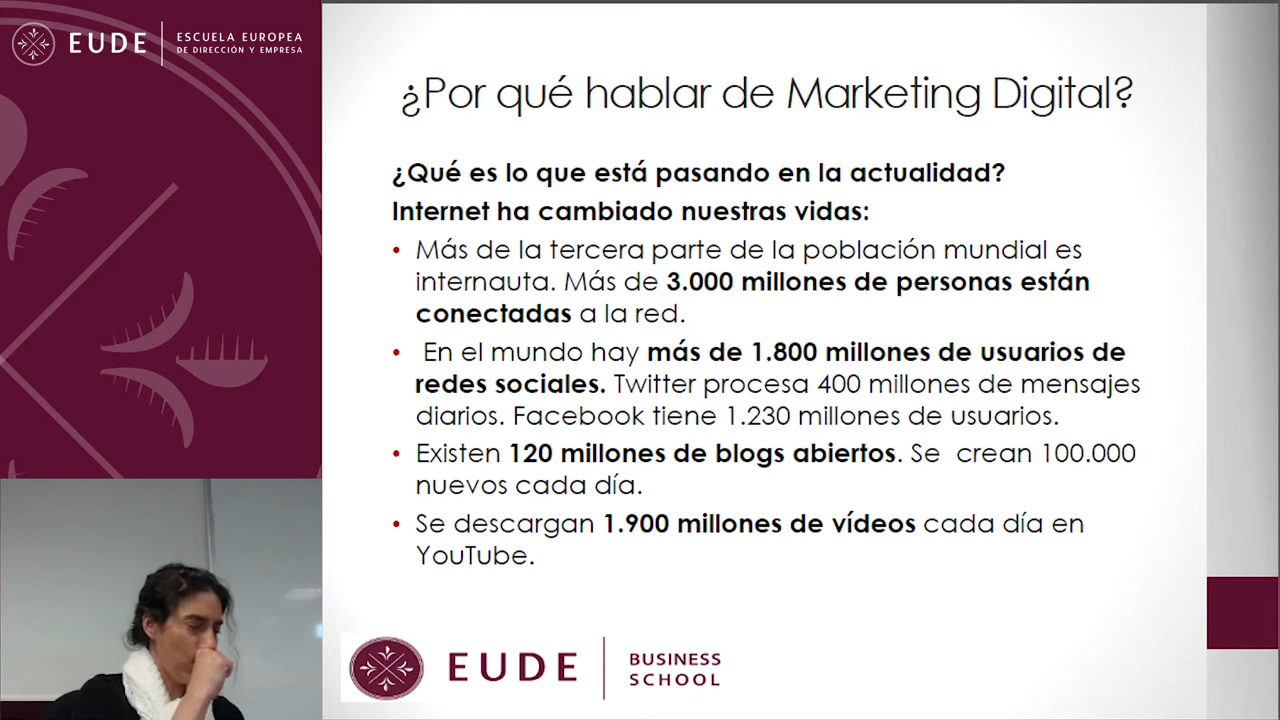 EUDE
ESCUELA EUROPEA
DE DIRECCIÓN Y EMPRESA
¿Por qué hablar de Marketing Digital?
¿Qué es lo que está pasando en la actualidad?
Internet ha cambiado nuestras vidas:
• Más de la tercera parte de la población mundial es
internauta. Más de 3.000 millones de personas están
conectadas a la red.
• En el mundo hay más de 1.800 millones de usuarios de
redes sociales. Twitter procesa 400 millones de mensajes
diarios. Facebook tiene 1.230 millones de usuarios.
• Existen 120 millones de blogs abiertos. Se crean 100.000
nuevos cada día.
• Se descargan 1.900 millones de vídeos cada día en
YouTube.
EUDE
BUSINESS
SCHOOL